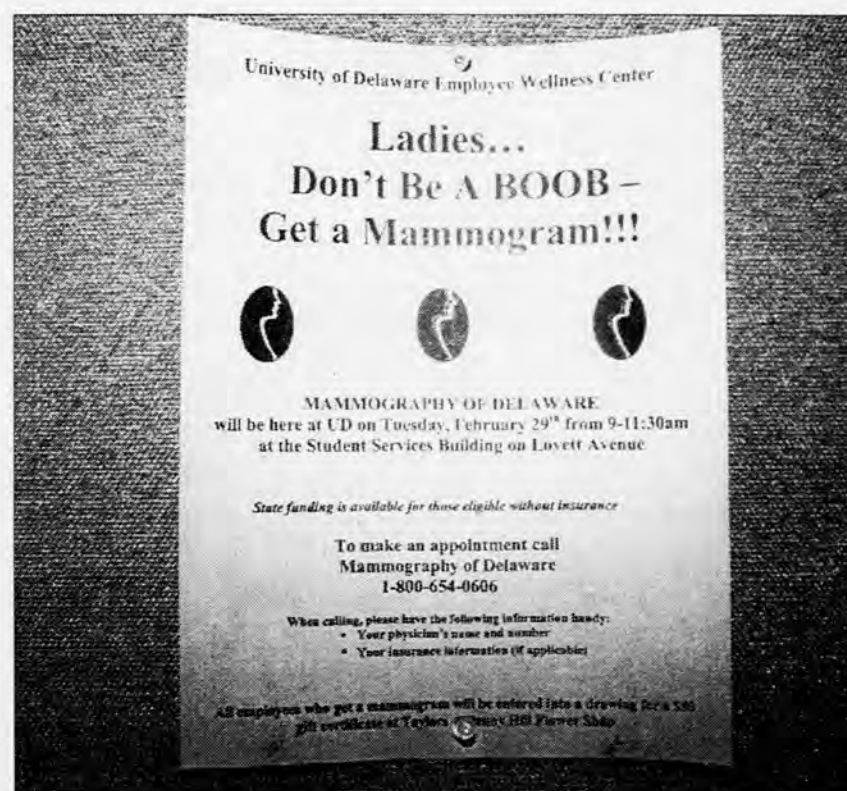 University of Delaware Employee Wellness Center
Ladies...
Don't Be A BOOB –
Get a Mammogram!!!
MAMMOGRAPHY OF DELAWARE
will be here at UD on Tuesday, February 29th from 9-11:30am
at the Student Services Building on Lovett Avenue
State funding is available for those eligible without insurance
To make an appointment call
Mammography of Delaware
1-800-654-0606
When calling, please have the following information handy:
• Your physician's name and number
• Your insurance information (if applicable)
All employees who get a mammogram will be entered into a drawing for a
gift certificate at Taylors Hill Flower Shop